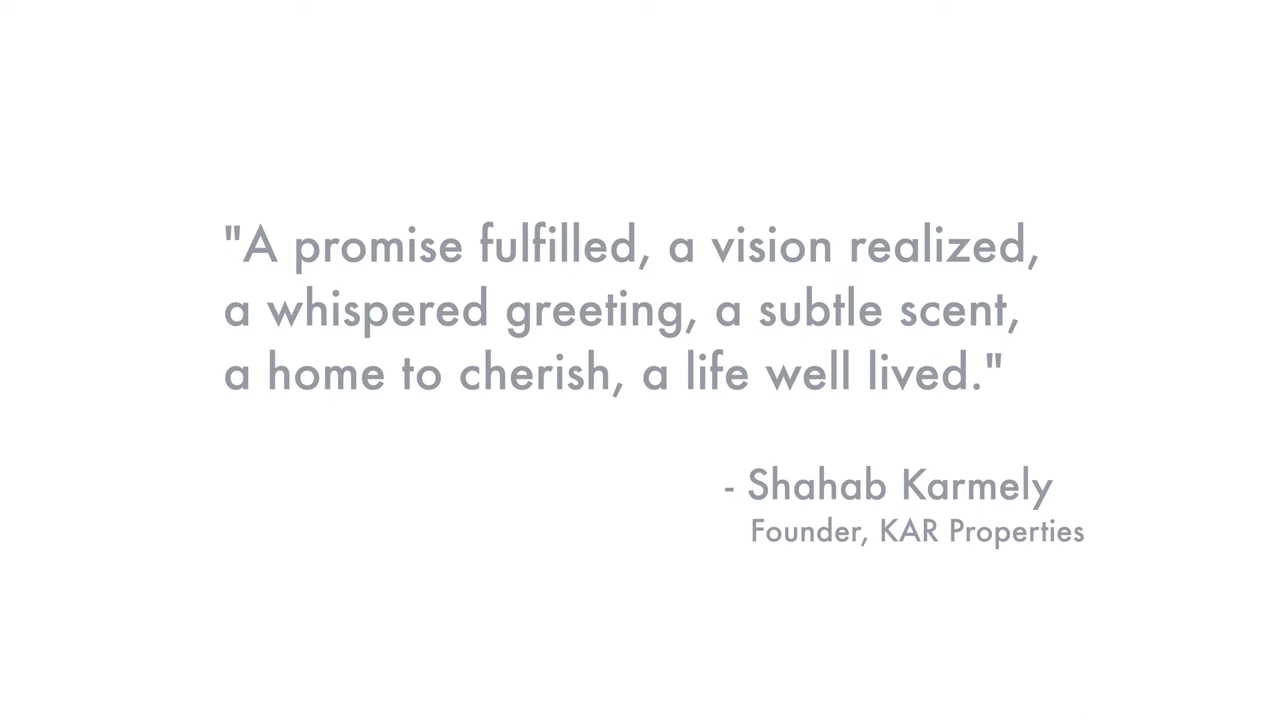 "A promise fulfilled, a vision realized,
a whispered greeting, a subtle scent,
a home to cherish, a life well lived."
- Shahab Karmely
Founder, KAR Properties